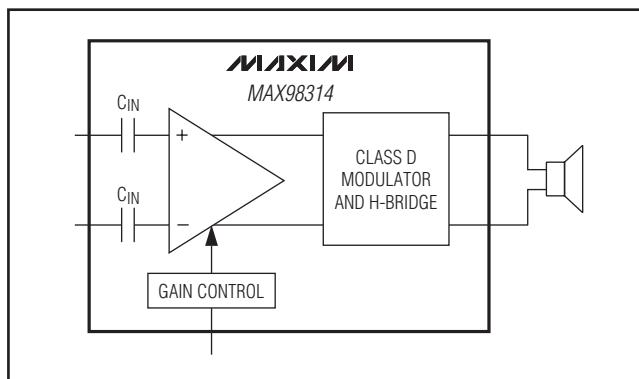 MAXIM
MAX98314
CIN
+
CIN
−
CLASS D
MODULATOR
AND H-BRIDGE
GAIN CONTROL